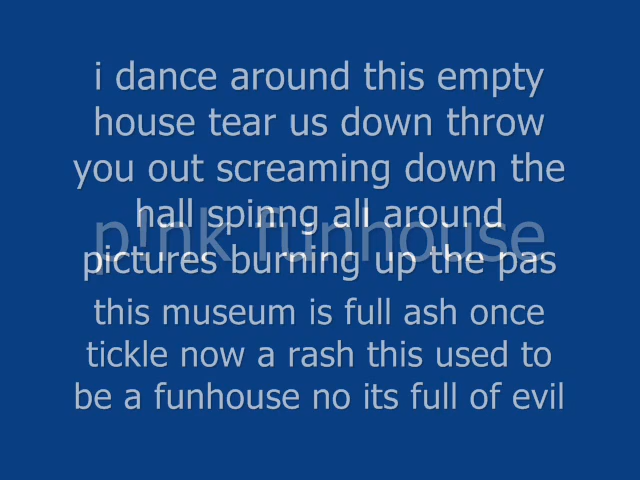 i dance around this empty
house tear us down throw
you out screaming down the
hall spinng all around
p!nk funhouse
pictures burning up the pas
this museum is full ash once
tickle now a rash this used to
be a funhouse no its full of evil